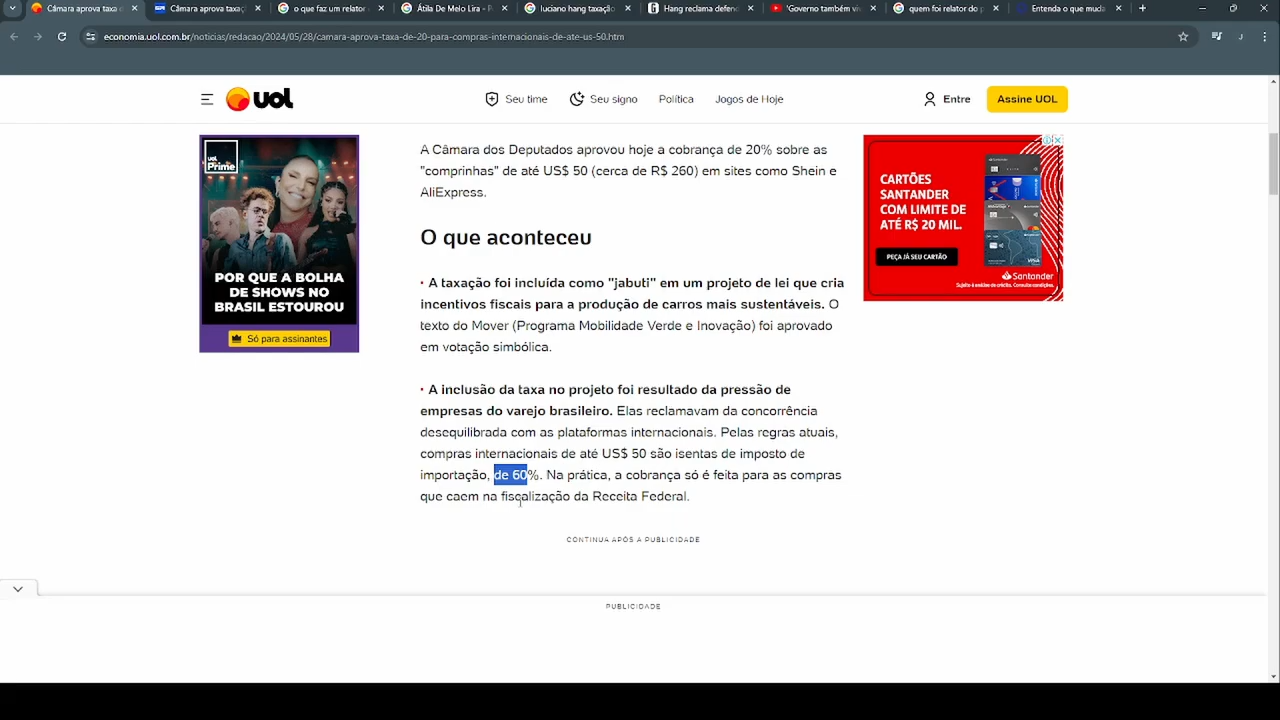 Câmara aprova taxa d
Câmara aprova taxaç
o que faz um relator
Átila De Melo Lira - P
luciano hang taxação
Hang reclama defend
'Governo também viv
quem foi relator do p
Entenda o que muda
economia.uol.com.br/noticias/redacao/2024/05/28/camara-aprova-taxa-de-20-para-compras-internacionais-de-ate-us-50.htm
J
UOL
Seu time
Seu signo
Política
Jogos de Hoje
Entre
Assine UOL
uol
Prime
POR QUE A BOLHA
DE SHOWS NO
BRASIL ESTOUROU
Só para assinantes
A Câmara dos Deputados aprovou hoje a cobrança de 20% sobre as
"comprinhas" de até US$ 50 (cerca de R$ 260) em sites como Shein e
AliExpress.
O que aconteceu
• A taxação foi incluída como "jabuti" em um projeto de lei que cria
incentivos fiscais para a produção de carros mais sustentáveis. O
texto do Mover (Programa Mobilidade Verde e Inovação) foi aprovado
em votação simbólica.
• A inclusão da taxa no projeto foi resultado da pressão de
empresas do varejo brasileiro. Elas reclamavam da concorrência
desequilibrada com as plataformas internacionais. Pelas regras atuais,
compras internacionais de até US$ 50 são isentas de imposto de
importação, de 60%. Na prática, a cobrança só é feita para as compras
que caem na fiscalização da Receita Federal.
CONTINUA APÓS A PUBLICIDADE
PUBLICIDADE
CARTÕES
SANTANDER
COM LIMITE DE
ATÉ R$ 20 MIL.
PEÇA JÁ SEU CARTÃO
VISA
Santander
Sujeito à análise de crédito. Consulte condições.